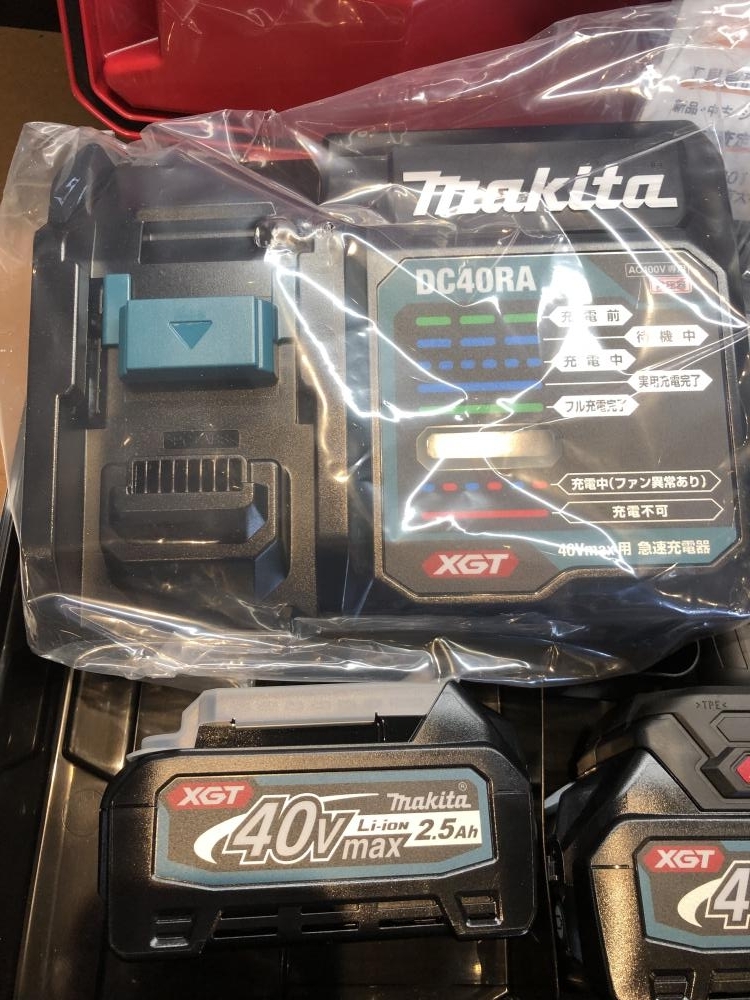 makita
DC40RA
充電前
待機中
充電中
実用充電完了
フル充電完了
充電中(ファン異常あり)
充電不可
XGT
40Vmax用 急速充電器
>TPE<
XGT
makita®
40Vmax
Li-ion 2.5Ah
XGT
4